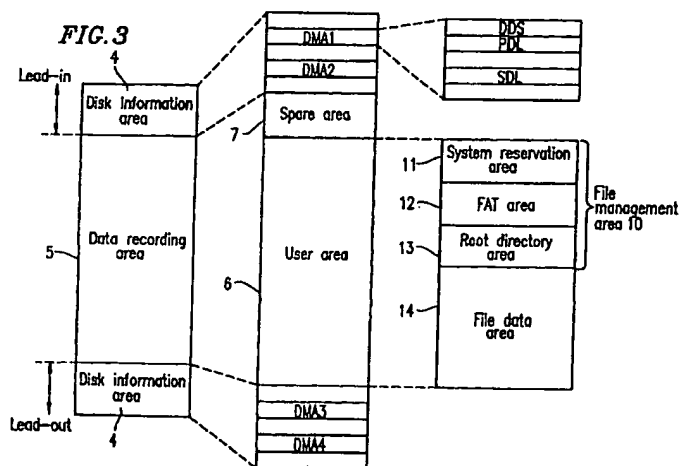 FIG. 3
Lead-in
4
Disk information area
5
Data recording area
Disk information area
4
Lead-out
DMA1
DMA2
7
Spare area
6
User area
DMA3
DMA4
DDS
PDL
SDL
11
System reservation area
12
FAT area
13
Root directory area
File management area 10
14
File data area